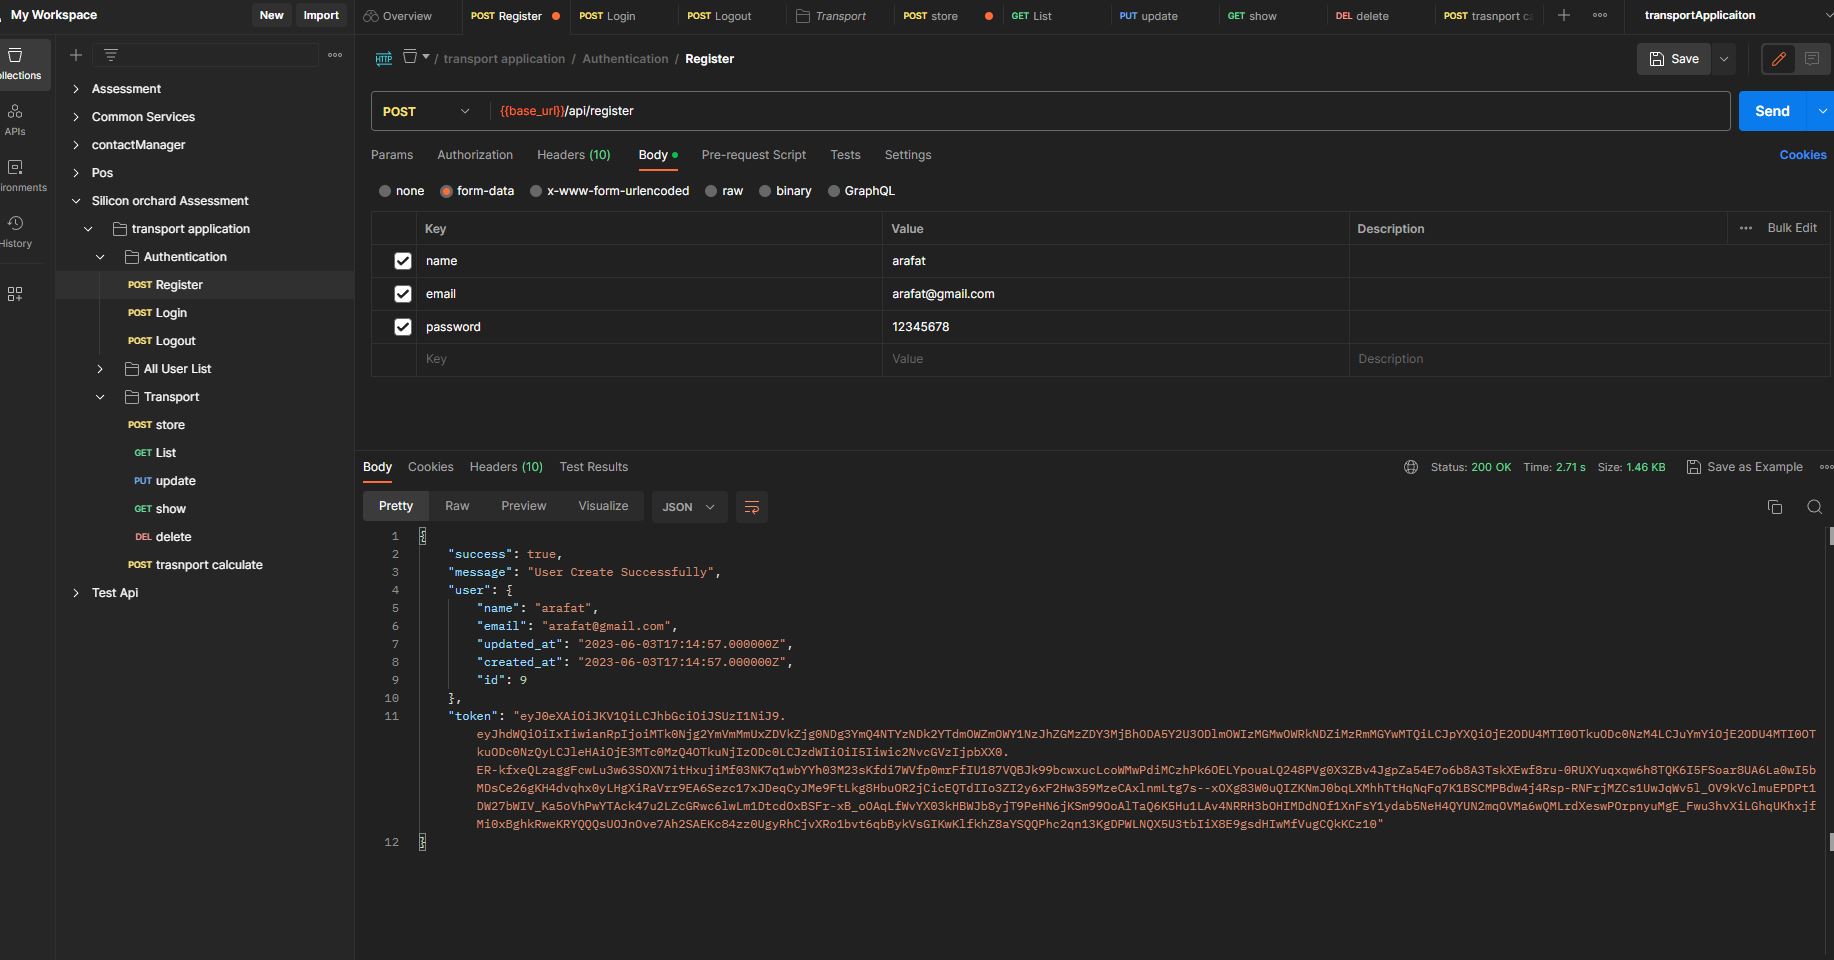 My Workspace
New
Import
Overview
POST Register
POST Login
POST Logout
Transport
POST store
GET List
PUT update
GET show
DEL delete
POST trasnport ca
transportApplicaiton
ollections
APIs
ironments
History
Assessment
Common Services
contactManager
Pos
Silicon orchard Assessment
transport application
Authentication
POST Register
POST Login
POST Logout
All User List
Transport
POST store
GET List
PUT update
GET show
DEL delete
POST trasnport calculate
Test Api
HTTP / transport application / Authentication / Register
Save
POST {{base_url}}/api/register
Send
Params Authorization Headers (10) Body Pre-request Script Tests Settings
Cookies
none form-data x-www-form-urlencoded raw binary GraphQL
Key Value Description ... Bulk Edit
name arafat
email arafat@gmail.com
password 12345678
Key Value Description
Body Cookies Headers (10) Test Results
Status: 200 OK Time: 2.71 s Size: 1.46 KB Save as Example
Pretty Raw Preview Visualize JSON
1 {
2 "success": true,
3 "message": "User Create Successfully",
4 "user": {
5 "name": "arafat",
6 "email": "arafat@gmail.com",
7 "updated_at": "2023-06-03T17:14:57.000000Z",
8 "created_at": "2023-06-03T17:14:57.000000Z",
9 "id": 9
10 },
11 "token": "eyJ0eXAiOiJKV1QiLCJhbGciOiJSUzI1NiJ9.
12 }